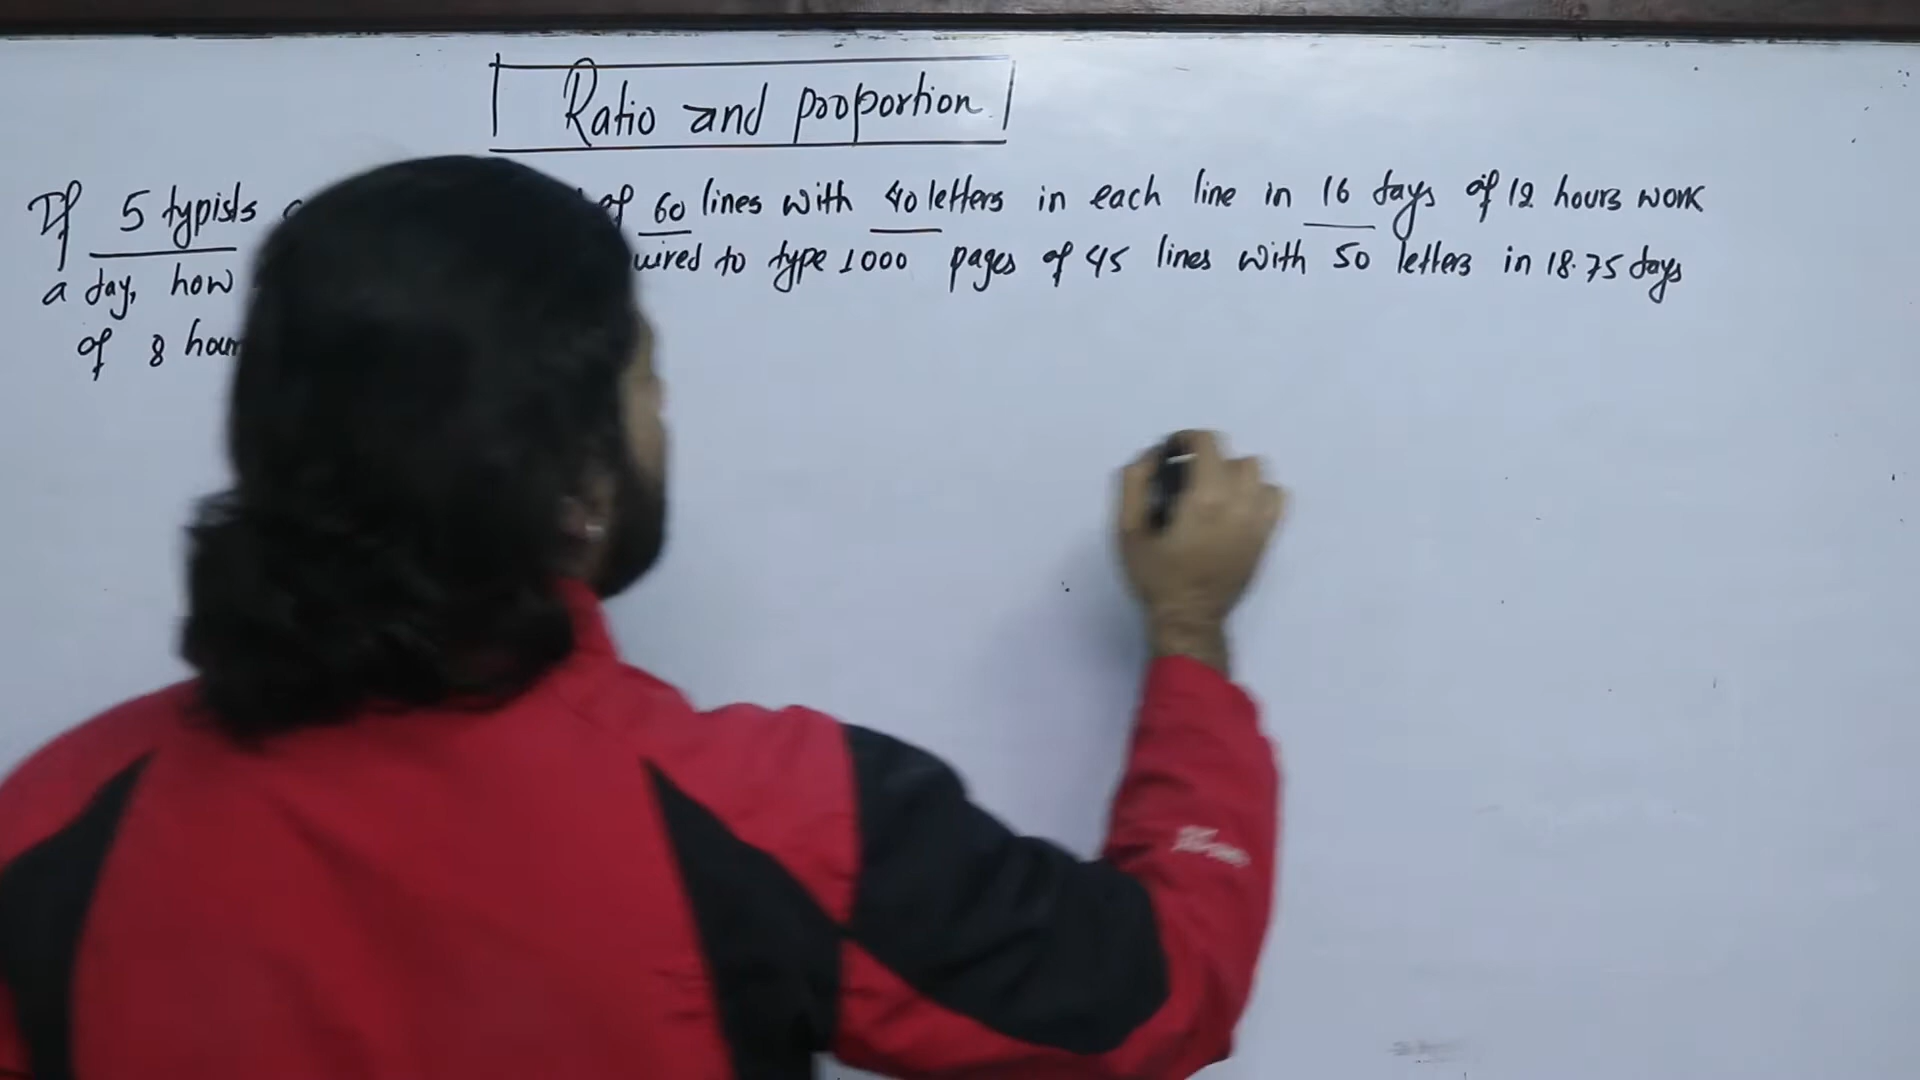 Ratio and proportion
If 5 typists of 60 lines with 40 letters in each line in 16 days of 12 hours work
a day, how to type 1000 pages of 45 lines with 50 letters in 18.75 days
of 8